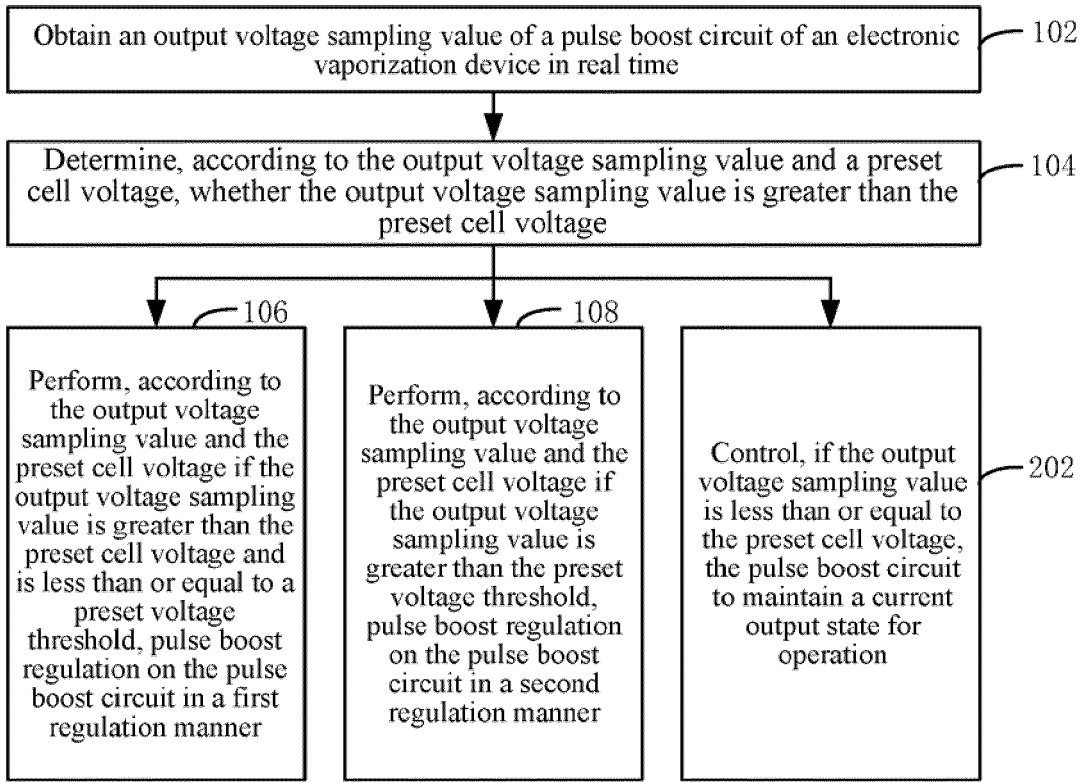 Obtain an output voltage sampling value of a pulse boost circuit of an electronic
vaporization device in real time
102
Determine, according to the output voltage sampling value and a preset
cell voltage, whether the output voltage sampling value is greater than the
preset cell voltage
104
106
Perform, according to
the output voltage
sampling value and the
preset cell voltage if the
output voltage sampling
value is greater than the
preset cell voltage and
is less than or equal to a
preset voltage
threshold, pulse boost
regulation on the pulse
boost circuit in a first
regulation manner
108
Perform, according to
the output voltage
sampling value and the
preset cell voltage if
the output voltage
sampling value is
greater than the preset
voltage threshold,
pulse boost regulation
on the pulse boost
circuit in a second
regulation manner
Control, if the output
voltage sampling value
is less than or equal to
the preset cell voltage,
the pulse boost circuit
to maintain a current
output state for
operation
202